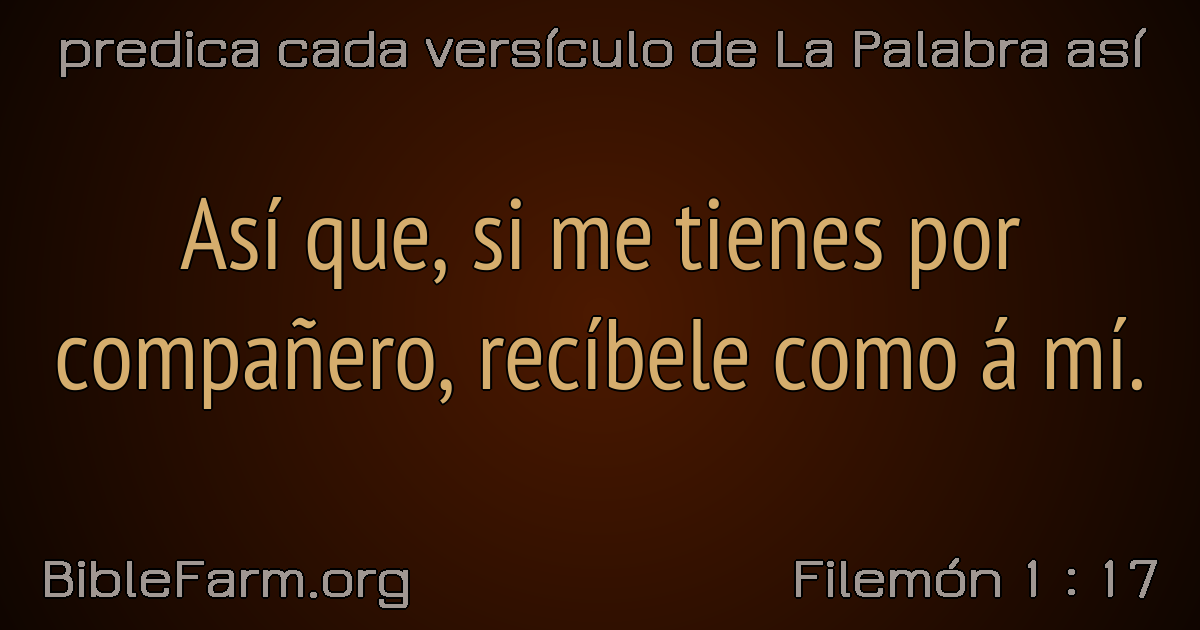 predica cada versículo de La Palabra así
Así que, si me tienes por
compañero, recíbele como á mí.
BibleFarm.org
Filemón 1 : 17